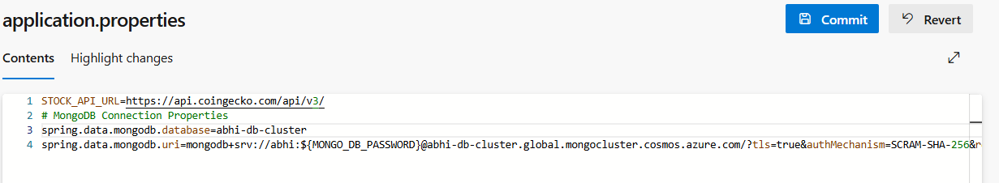 application.properties
Commit
Revert
Contents
Highlight changes
1 STOCK_API_URL=https://api.coingecko.com/api/v3/
2 # MongoDB Connection Properties
3 spring.data.mongodb.database=abhi-db-cluster
4 spring.data.mongodb.uri=mongodb+srv://abhi:${MONGO_DB_PASSWORD}@abhi-db-cluster.global.mongocluster.cosmos.azure.com/?tls=true&authMechanism=SCRAM-SHA-256&r